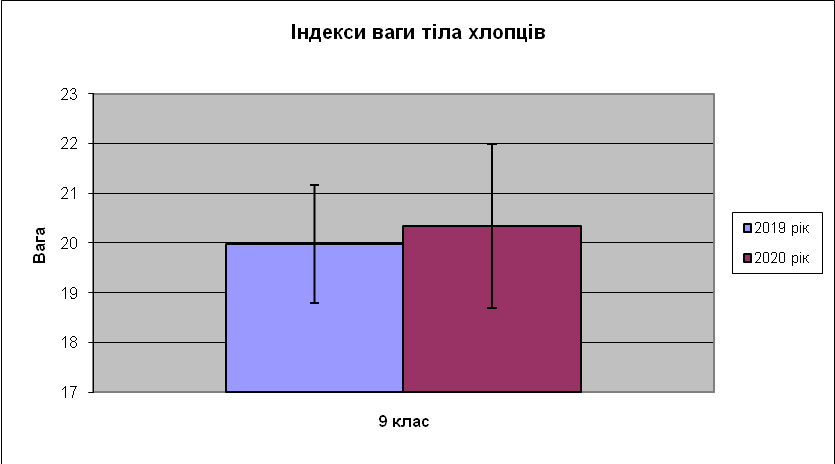 Індекси ваги тіла хлопців
23
22
21
20
19
18
17
Вага
9 клас
2019 рік
2020 рік